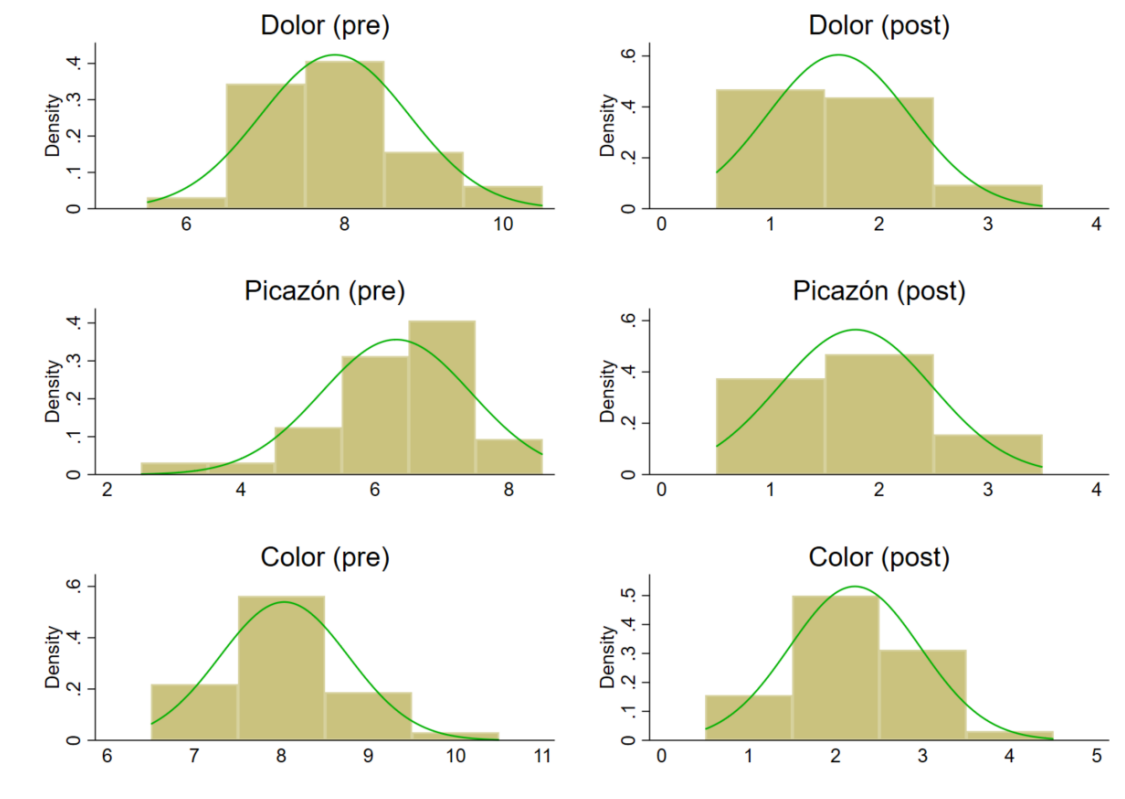 Dolor (pre)
Density
0 .1 .2 .3 .4
6 8 10
Dolor (post)
Density
0 .2 .4 .6
0 1 2 3 4
Picazón (pre)
Density
0 .1 .2 .3 .4
2 4 6 8
Picazón (post)
Density
0 .2 .4 .6
0 1 2 3 4
Color (pre)
Density
0 .2 .4 .6
6 7 8 9 10 11
Color (post)
Density
0 .1 .2 .3 .4 .5
0 1 2 3 4 5